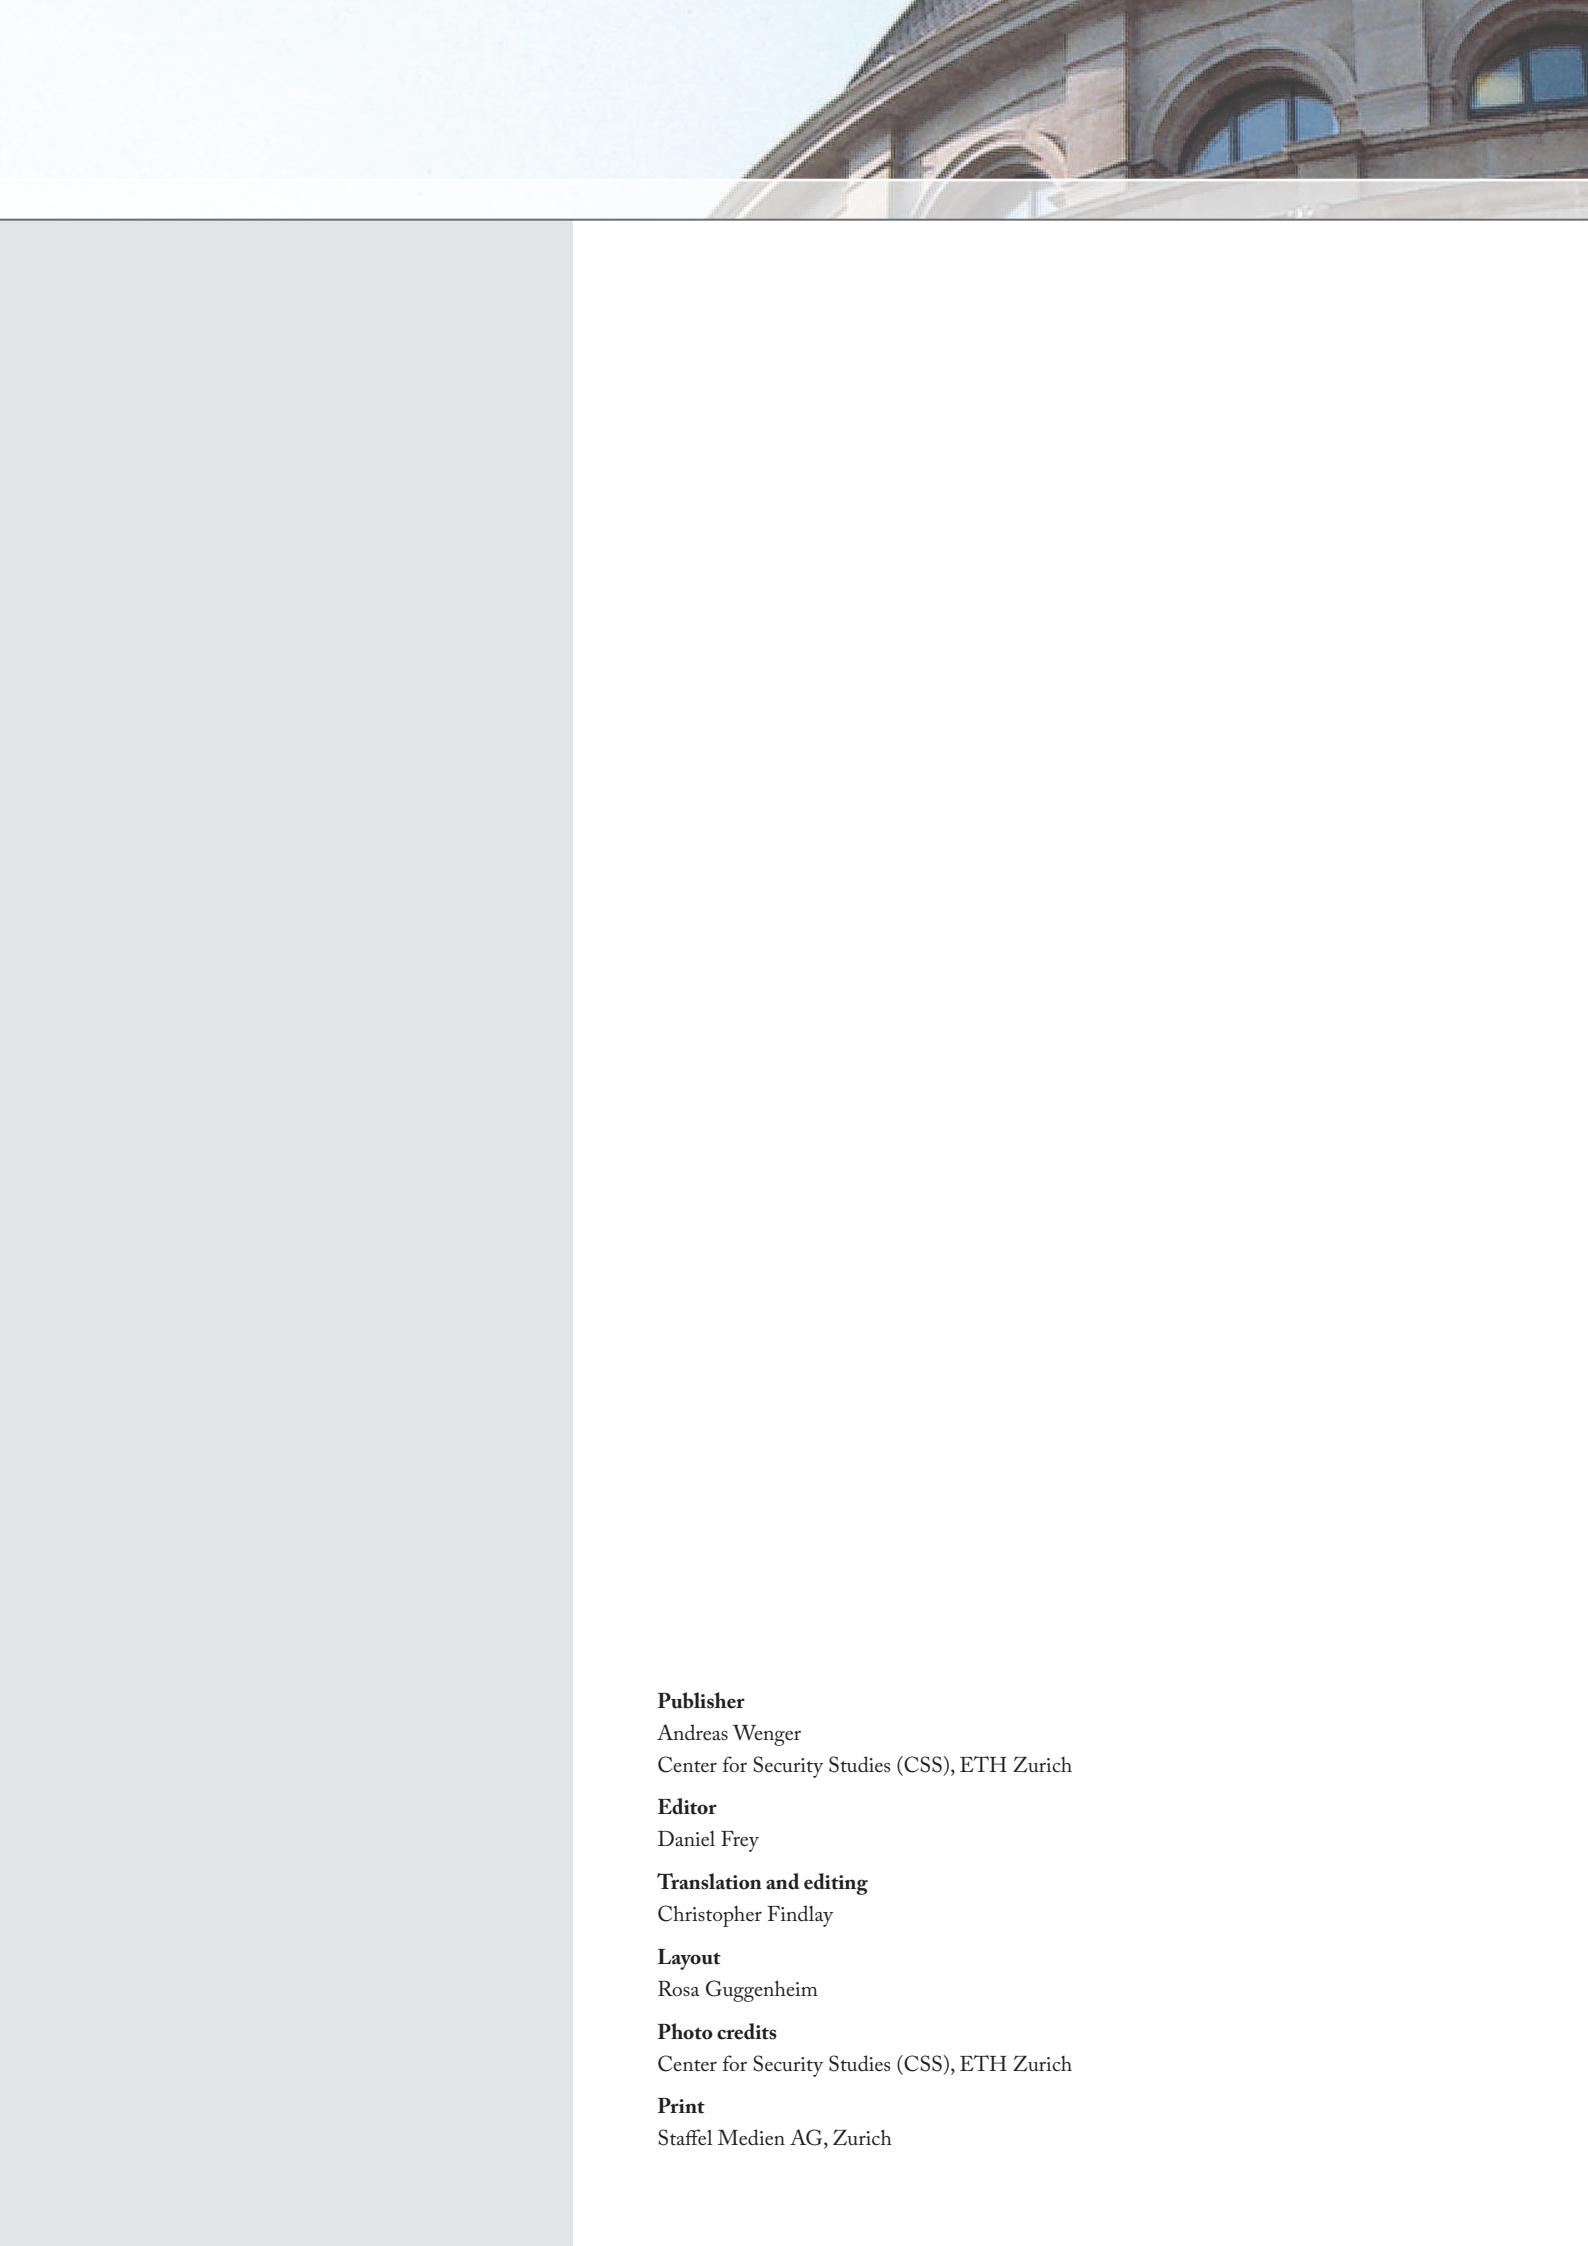 Publisher
Andreas Wenger
Center for Security Studies (CSS), ETH Zurich
Editor
Daniel Frey
Translation and editing
Christopher Findlay
Layout
Rosa Guggenheim
Photo credits
Center for Security Studies (CSS), ETH Zurich
Print
Staffel Medien AG, Zurich